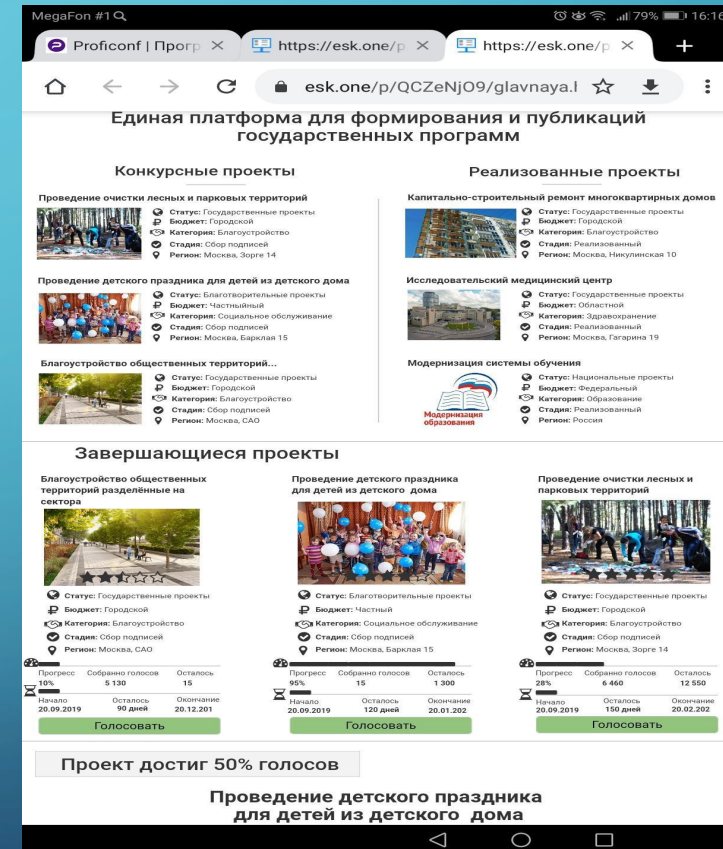 MegaFon #1
79% 16:16
Proficonf | Прогр
https://esk.one/p
https://esk.one/p
esk.one/p/QCZeNjO9/glavnaya.l
Единая платформа для формирования и публикаций
государственных программ
Конкурсные проекты
Проведение очистки лесных и парковых территорий
Статус: Государственные проекты
Бюджет: Городской
Категория: Благоустройство
Стадия: Сбор подписей
Регион: Москва, Зорге 14
Проведение детского праздника для детей из детского дома
Статус: Благотворительные проекты
Бюджет: Частныйный
Категория: Социальное обслуживание
Стадия: Сбор подписей
Регион: Москва, Барклая 15
Благоустройство общественных территорий...
Статус: Государственные проекты
Бюджет: Городской
Категория: Благоустройство
Стадия: Сбор подписей
Регион: Москва, САО
Реализованные проекты
Капитально-строительный ремонт многоквартирных домов
Статус: Государственные проекты
Бюджет: Городской
Категория: Благоустройство
Стадия: Реализованный
Регион: Москва, Никулинская 10
Исследовательский медицинский центр
Статус: Государственные проекты
Бюджет: Областной
Категория: Здравохранение
Стадия: Реализованный
Регион: Москва, Гагарина 19
Модернизация системы обучения
Модернизация
образования
Статус: Национальные проекты
Бюджет: Федеральный
Категория: Образование
Стадия: Реализованный
Регион: Россия
Завершающиеся проекты
Благоустройство общественных
территорий разделённые на
сектора
Статус: Государственные проекты
Бюджет: Городской
Категория: Благоустройство
Стадия: Сбор подписей
Регион: Москва, САО
Прогресс Собранно голосов Осталось
10% 5 130 15
Начало Осталось Окончание
20.09.2019 90 дней 20.12.201
Голосовать
Проведение детского праздника
для детей из детского дома
Статус: Благотворительные проекты
Бюджет: Частный
Категория: Социальное обслуживание
Стадия: Сбор подписей
Регион: Москва, Барклая 15
Прогресс Собранно голосов Осталось
95% 15 1 300
Начало Осталось Окончание
20.09.2019 120 дней 20.01.202
Голосовать
Проведение очистки лесных и
парковых территорий
Статус: Государственные проекты
Бюджет: Городской
Категория: Благоустройство
Стадия: Сбор подписей
Регион: Москва, Зорге 14
Прогресс Собранно голосов Осталось
28% 6 460 12 550
Начало Осталось Окончание
20.09.2019 150 дней 20.02.202
Голосовать
Проект достиг 50% голосов
Проведение детского праздника
для детей из детского дома